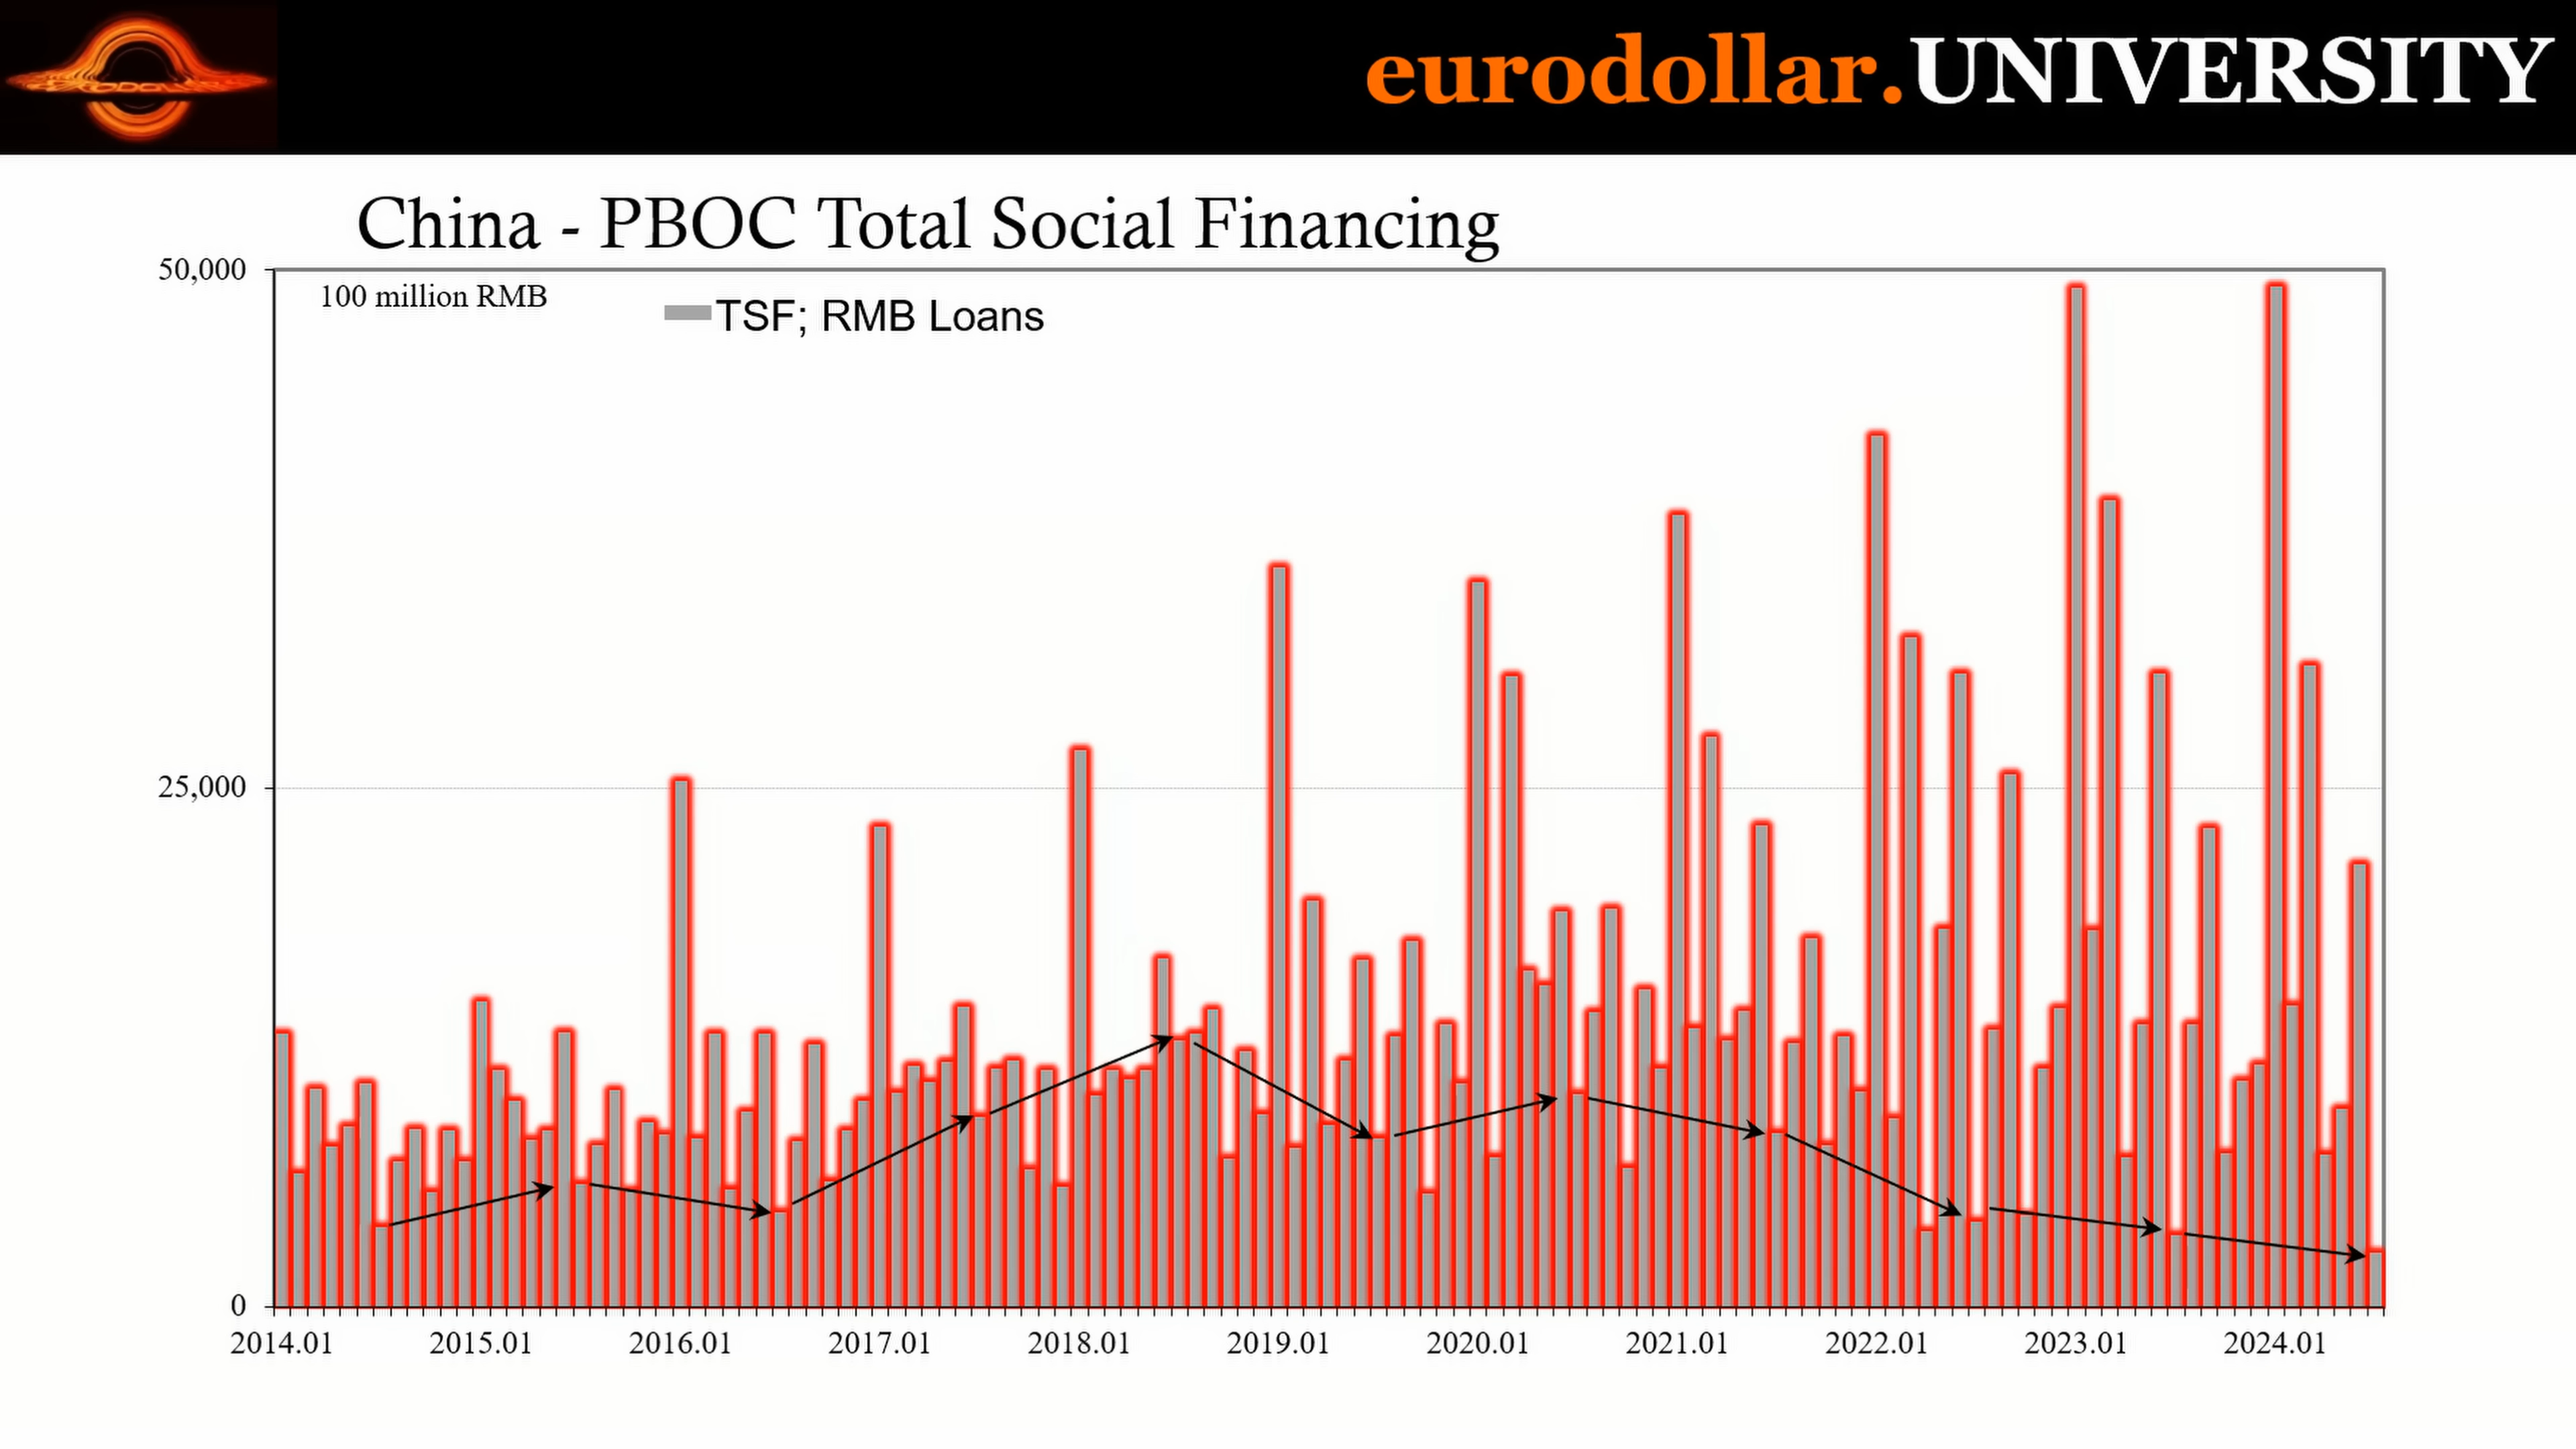 eurodollar.UNIVERSITY
China - PBOC Total Social Financing
50,000
100 million RMB
TSF; RMB Loans
25,000
0
2014.01 2015.01 2016.01 2017.01 2018.01 2019.01 2020.01 2021.01 2022.01 2023.01 2024.01